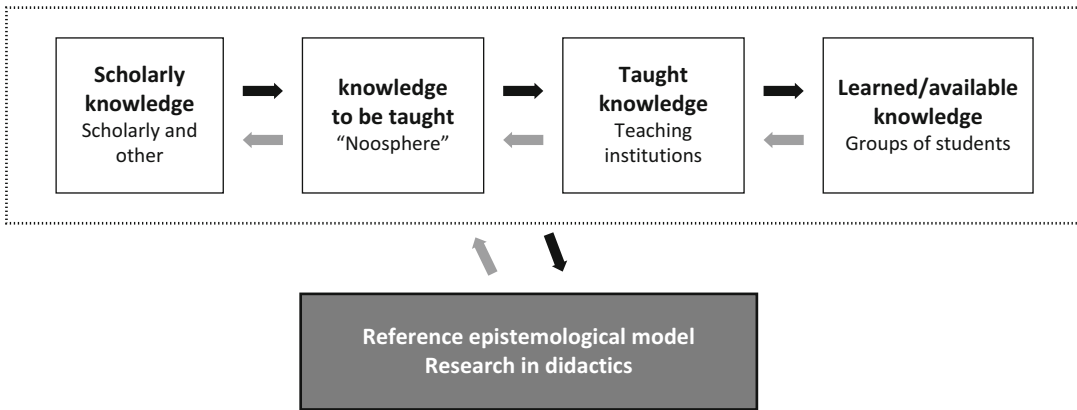 Scholarly
knowledge
Scholarly and
other
knowledge
to be taught
“Noosphere”
Taught
knowledge
Teaching
institutions
Learned/available
knowledge
Groups of students
Reference epistemological model
Research in didactics